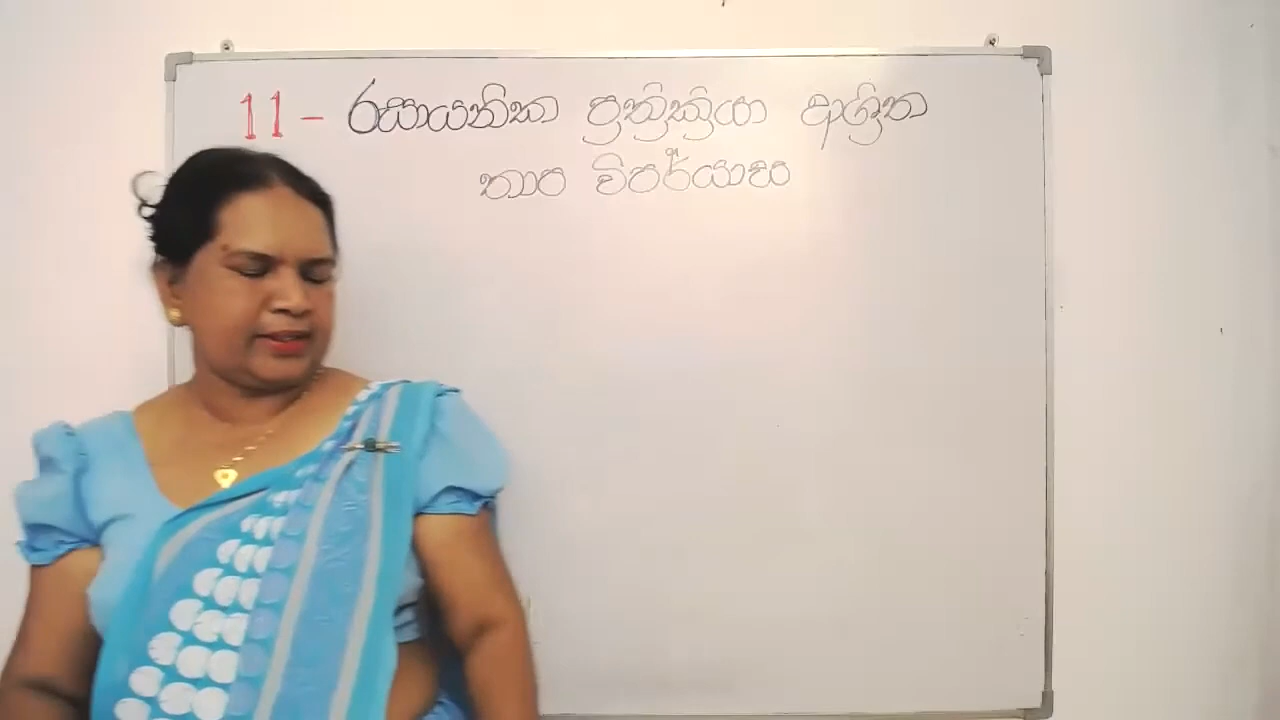 11 - රසායනික ප්‍රතික්‍රියා ආශ්‍රිත
තාප විපර්යාස